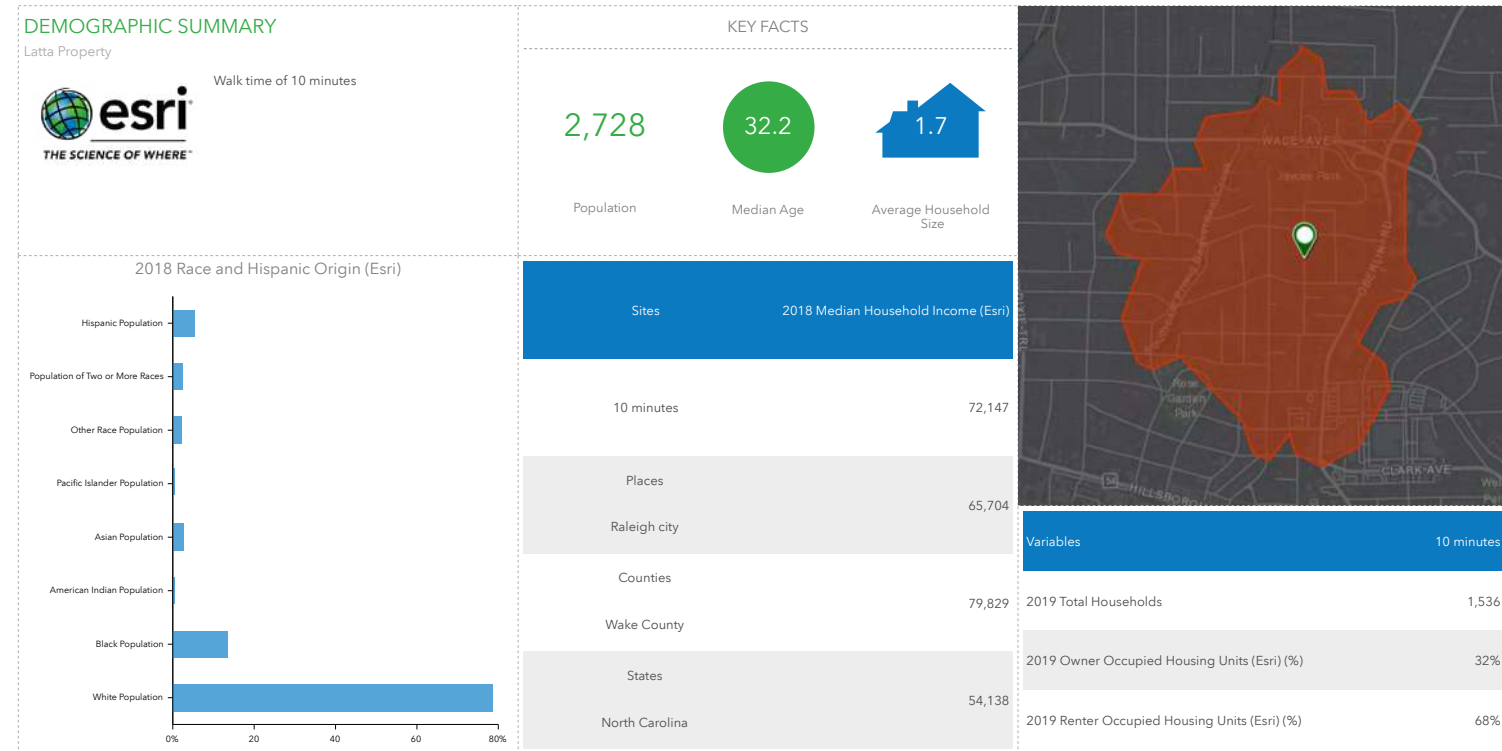 DEMOGRAPHIC SUMMARY
Latta Property
Walk time of 10 minutes
esri
THE SCIENCE OF WHERE
KEY FACTS
2,728
32.2
1.7
Population
Median Age
Average Household
Size
WADE-AVE
Jaycee Park
OBERLIN-RD
DIXIE-TRL
Rose
Garden
Park
CLARK-AVE
54
2018 Race and Hispanic Origin (Esri)
Hispanic Population
Population of Two or More Races
Other Race Population
Pacific Islander Population
Asian Population
American Indian Population
Black Population
White Population
0%
20
40
60
80%
Sites
2018 Median Household Income (Esri)
10 minutes
72,147
Places
Raleigh city
65,704
Counties
Wake County
79,829
States
North Carolina
54,138
Variables
10 minutes
2019 Total Households
1,536
2019 Owner Occupied Housing Units (Esri) (%)
32%
2019 Renter Occupied Housing Units (Esri) (%)
68%